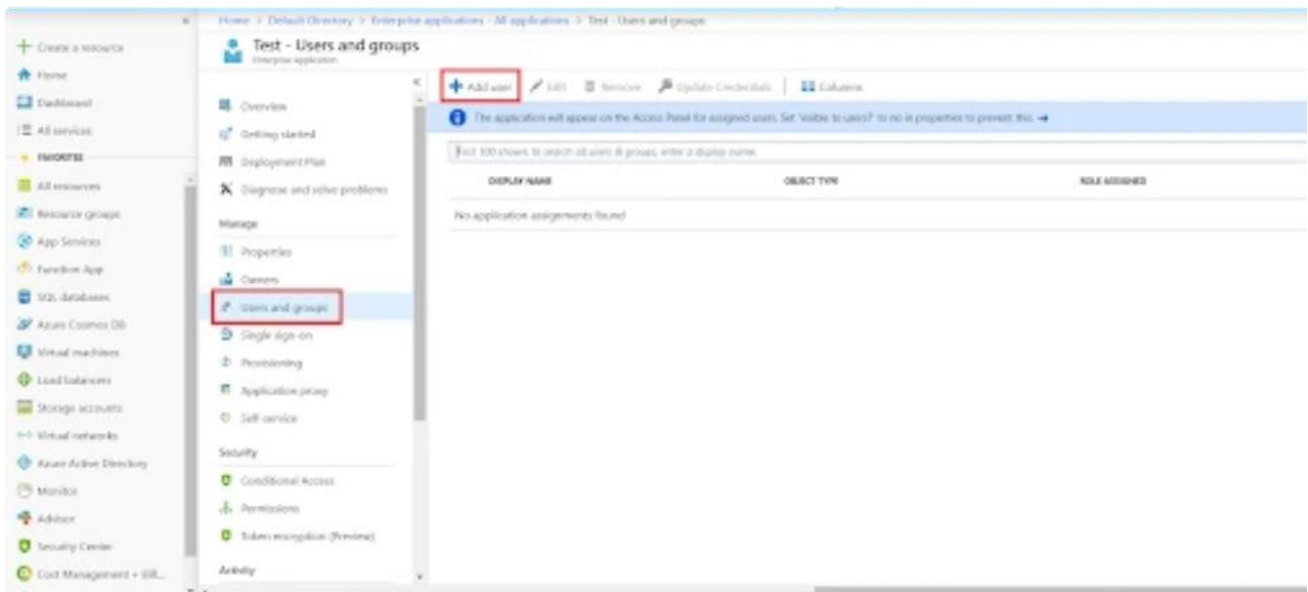 Home > Default Directory > Enterprise applications - All applications > Test - Users and groups
Test - Users and groups
Enterprise application
Create a resource
Home
Dashboard
All services
FAVORITES
All resources
Resource groups
App Services
Function App
SQL databases
Azure Cosmos DB
Virtual machines
Load balancers
Storage accounts
Virtual networks
Azure Active Directory
Monitor
Advisor
Security Center
Cost Management + Bill...
Overview
Getting started
Deployment Plan
Diagnose and solve problems
Manage
Properties
Owners
Users and groups
Single sign-on
Provisioning
Application proxy
Self-service
Security
Conditional Access
Permissions
Token encryption (Preview)
Activity
Add user Edit Remove Update Credentials Columns
The application will appear on the Access Panel for assigned users. Set 'visible to users?' to no in properties to prevent this.
First 100 shown, to search all users & groups, enter a display name.
DISPLAY NAME OBJECT TYPE ROLE ASSIGNED
No application assignments found